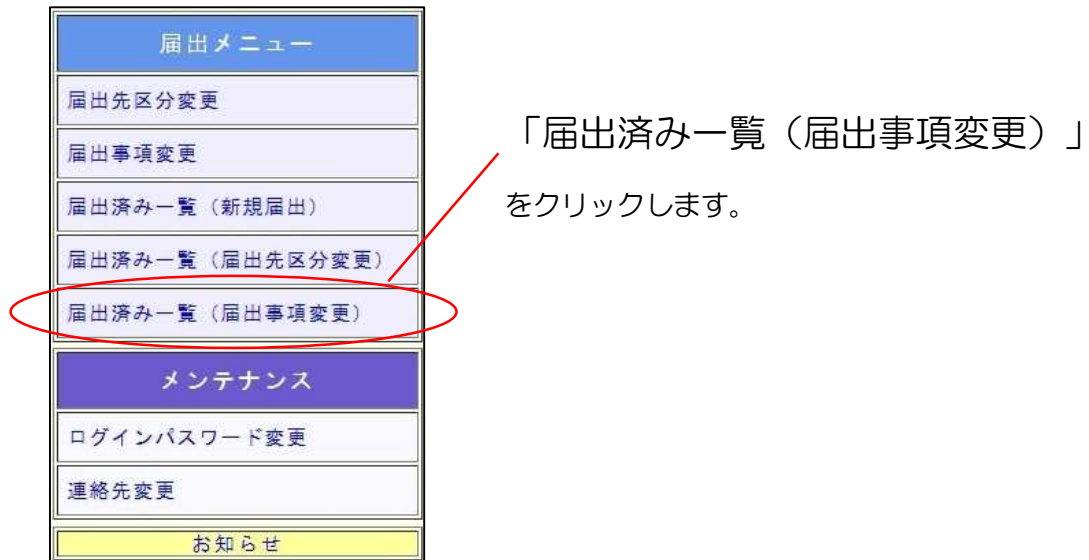 届出メニュー
届出先区分変更
届出事項変更
届出済み一覧（新規届出）
届出済み一覧（届出先区分変更）
届出済み一覧（届出事項変更）
メンテナンス
ログインパスワード変更
連絡先変更
お知らせ
「届出済み一覧（届出事項変更）」
をクリックします。